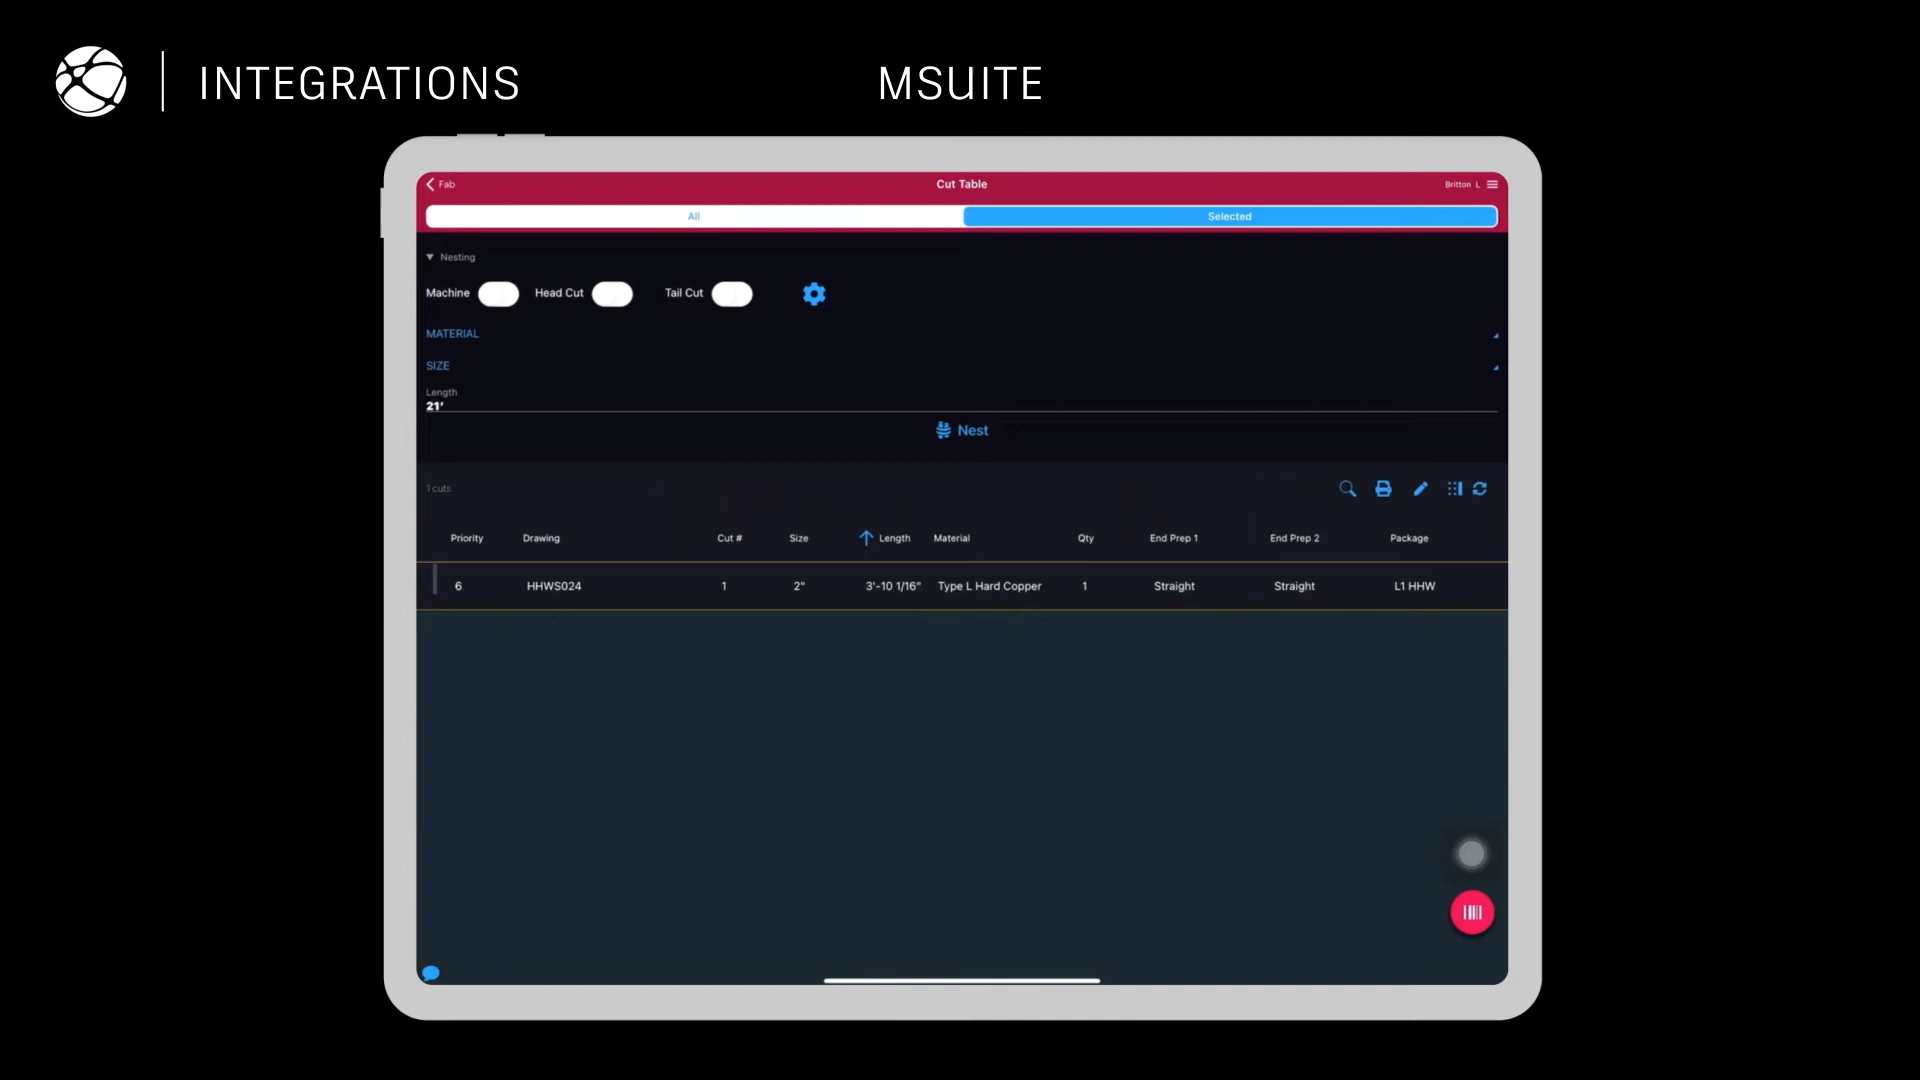 INTEGRATIONS
MSUITE
Fab
Cut Table
Britton L
All
Selected
Nesting
Machine
Head Cut
Tail Cut
MATERIAL
SIZE
Length
21'
Nest
1 cuts
Priority Drawing Cut # Size Length Material Qty End Prep 1 End Prep 2 Package
6 HHWS024 1 2" 3'-10 1/16" Type L Hard Copper 1 Straight Straight L1 HHW